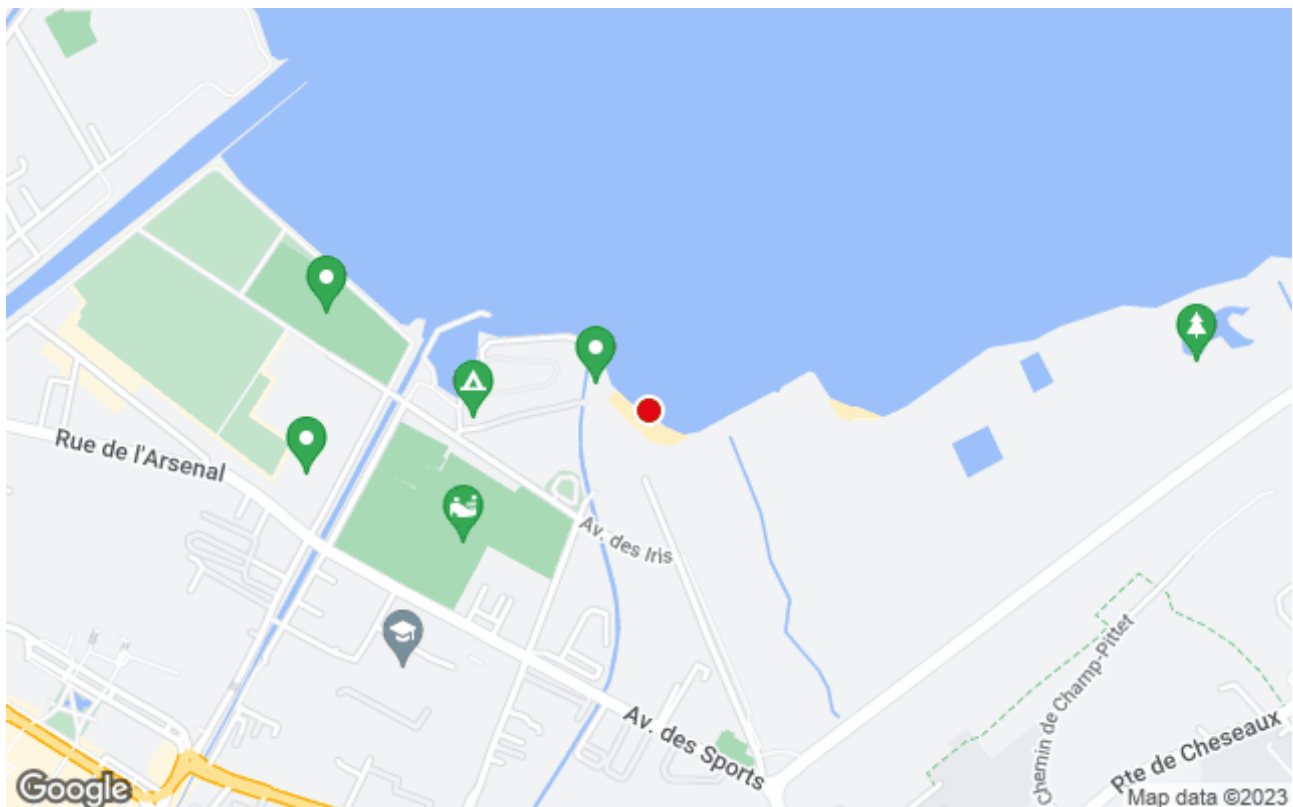 Rue de l'Arsenal
Av. des Iris
Chemin de Champ-Pittet
Av. des Sports
Rte de Cheseaux
Google
Map data ©2023